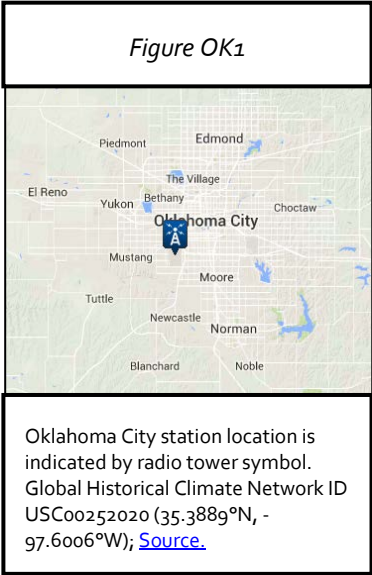 Figure OK1
Edmond
Piedmont
The Village
El Reno
Bethany
Yukon
Choctaw
Oklahoma City
A
Mustang
Moore
Tuttle
Newcastle
Norman
Blanchard
Noble
Oklahoma City station location is
indicated by radio tower symbol.
Global Historical Climate Network ID
USC00252020 (35.3889°N, -
97.6006°W); Source.